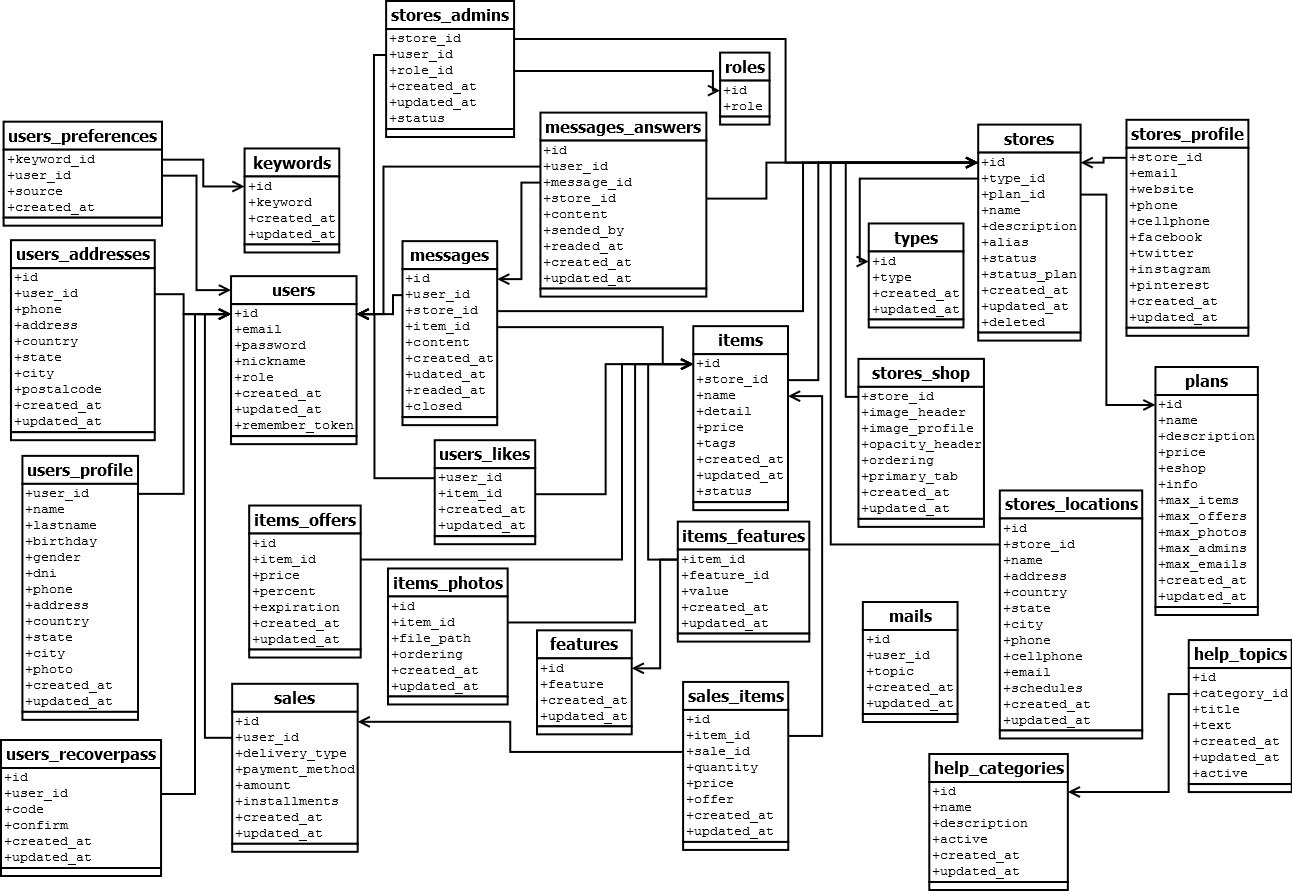 stores_admins
+store_id
+user_id
+role_id
+created_at
+updated_at
+status
roles
+id
+role
users_preferences
+keyword_id
+user_id
+source
+created_at
keywords
+id
+keyword
+created_at
+updated_at
messages_answers
+id
+user_id
+message_id
+store_id
+content
+sended_by
+readed_at
+created_at
+updated_at
stores
+id
+type_id
+plan_id
+name
+description
+alias
+status
+status_plan
+created_at
+updated_at
+deleted
stores_profile
+store_id
+email
+website
+phone
+cellphone
+facebook
+twitter
+instagram
+pinterest
+created_at
+updated_at
users_addresses
+id
+user_id
+phone
+address
+country
+state
+city
+postalcode
+created_at
+updated_at
users
+id
+email
+password
+nickname
+role
+created_at
+updated_at
+remember_token
messages
+id
+user_id
+store_id
+item_id
+content
+created_at
+udated_at
+readed_at
+closed
types
+id
+type
+created_at
+updated_at
items
+id
+store_id
+name
+detail
+price
+tags
+created_at
+updated_at
+status
stores_shop
+store_id
+image_header
+image_profile
+opacity_header
+ordering
+primary_tab
+created_at
+updated_at
plans
+id
+name
+description
+price
+eshop
+info
+max_items
+max_offers
+max_photos
+max_admins
+max_emails
+created_at
+updated_at
users_profile
+user_id
+name
+lastname
+birthday
+gender
+dni
+phone
+address
+country
+state
+city
+photo
+created_at
+updated_at
users_likes
+user_id
+item_id
+created_at
+updated_at
items_offers
+id
+item_id
+price
+percent
+expiration
+created_at
+updated_at
items_photos
+id
+item_id
+file_path
+ordering
+created_at
+updated_at
items_features
+item_id
+feature_id
+value
+created_at
+updated_at
stores_locations
+id
+store_id
+name
+address
+country
+state
+city
+phone
+cellphone
+email
+schedules
+created_at
+updated_at
features
+id
+feature
+created_at
+updated_at
mails
+id
+user_id
+topic
+created_at
+updated_at
help_topics
+id
+category_id
+title
+text
+created_at
+updated_at
+active
sales
+id
+user_id
+delivery_type
+payment_method
+amount
+installments
+created_at
+updated_at
sales_items
+id
+item_id
+sale_id
+quantity
+price
+offer
+created_at
+updated_at
users_recoverpass
+id
+user_id
+code
+confirm
+created_at
+updated_at
help_categories
+id
+name
+description
+active
+created_at
+updated_at